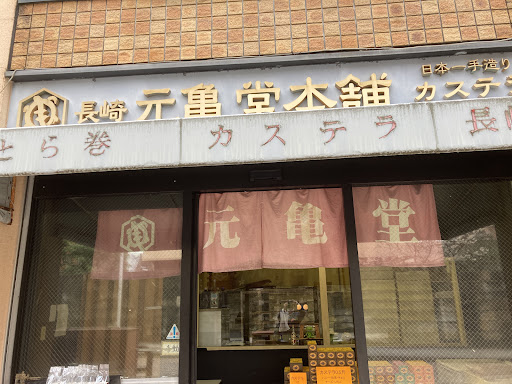 長崎 元亀堂本舗 日本一手造り
カステラ
とら巻 カステラ 長崎
元亀堂